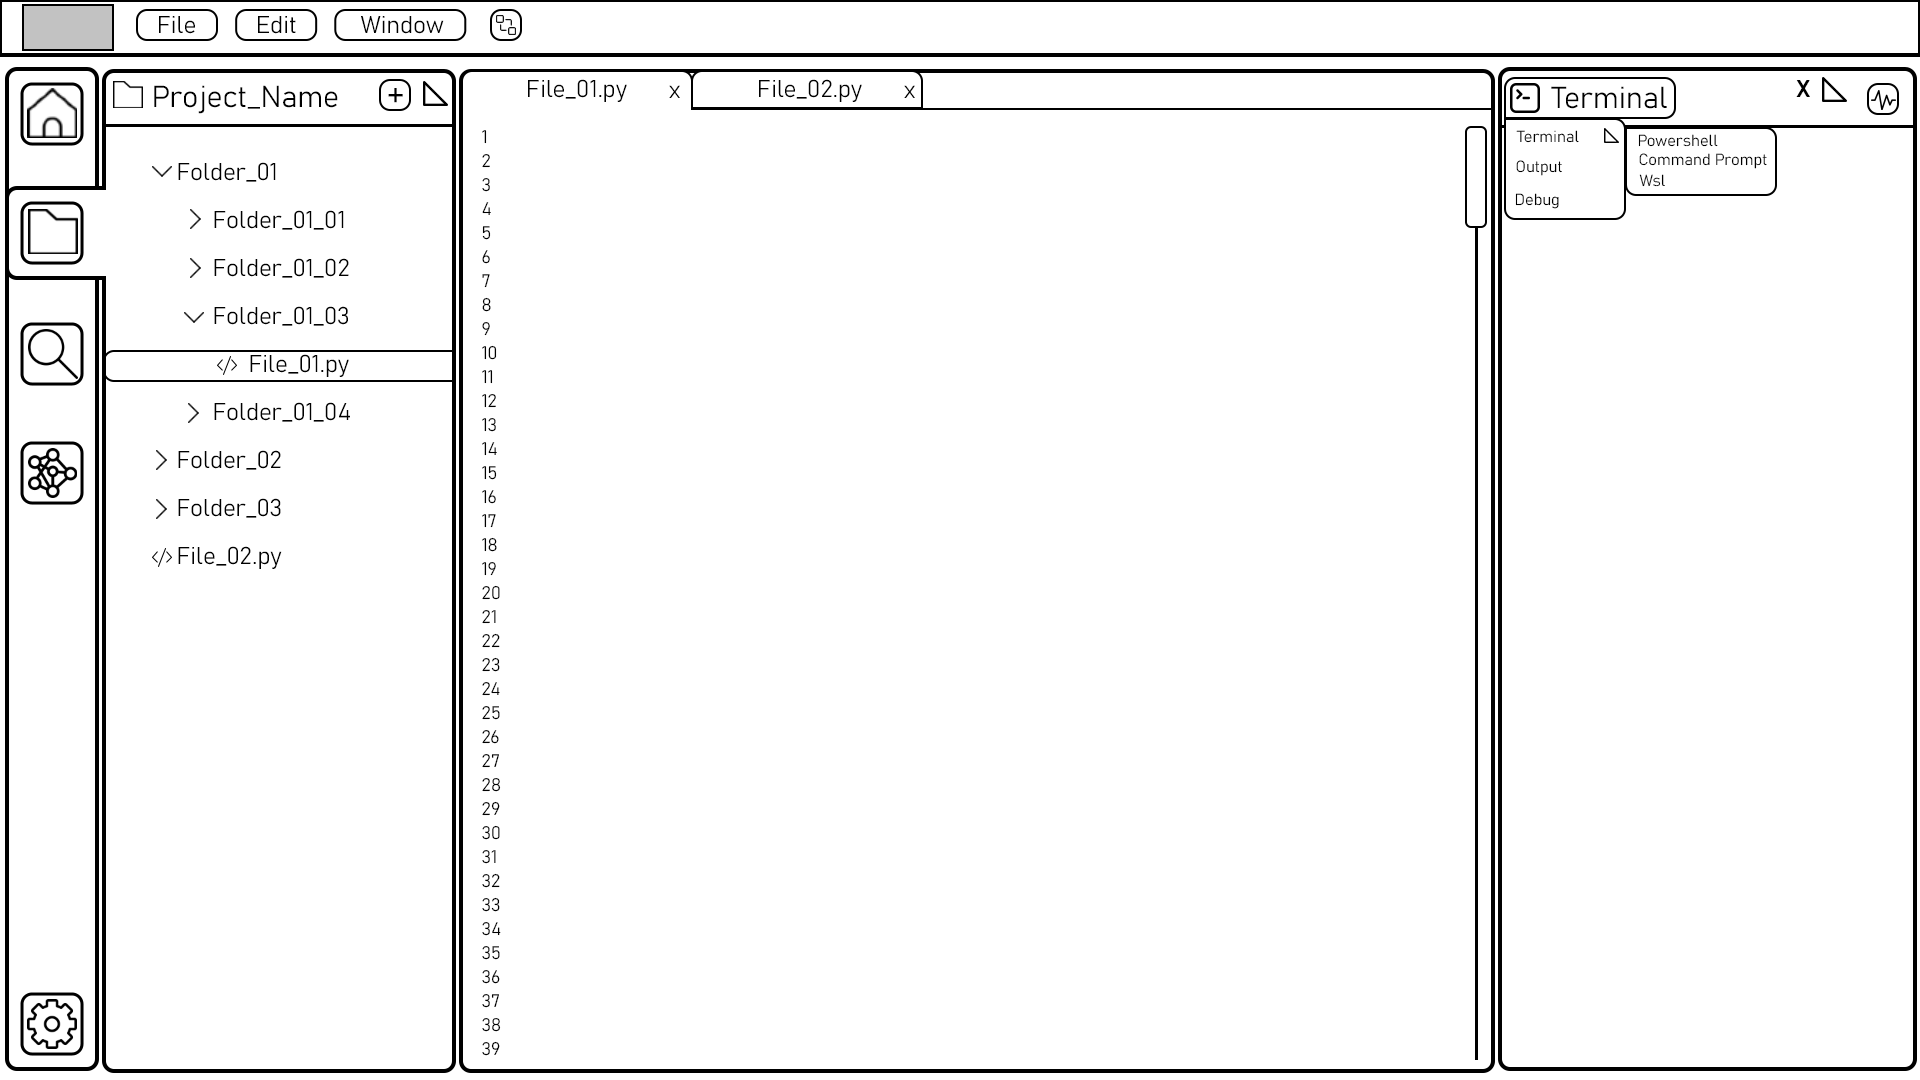 File Edit Window
Project_Name
Folder_01
Folder_01_01
Folder_01_02
Folder_01_03
</> File_01.py
Folder_01_04
Folder_02
Folder_03
</> File_02.py
File_01.py x File_02.py x
1
2
3
4
5
6
7
8
9
10
11
12
13
14
15
16
17
18
19
20
21
22
23
24
25
26
27
28
29
30
31
32
33
34
35
36
37
38
39
Terminal X
Terminal
Output
Debug
Powershell
Command Prompt
Wsl